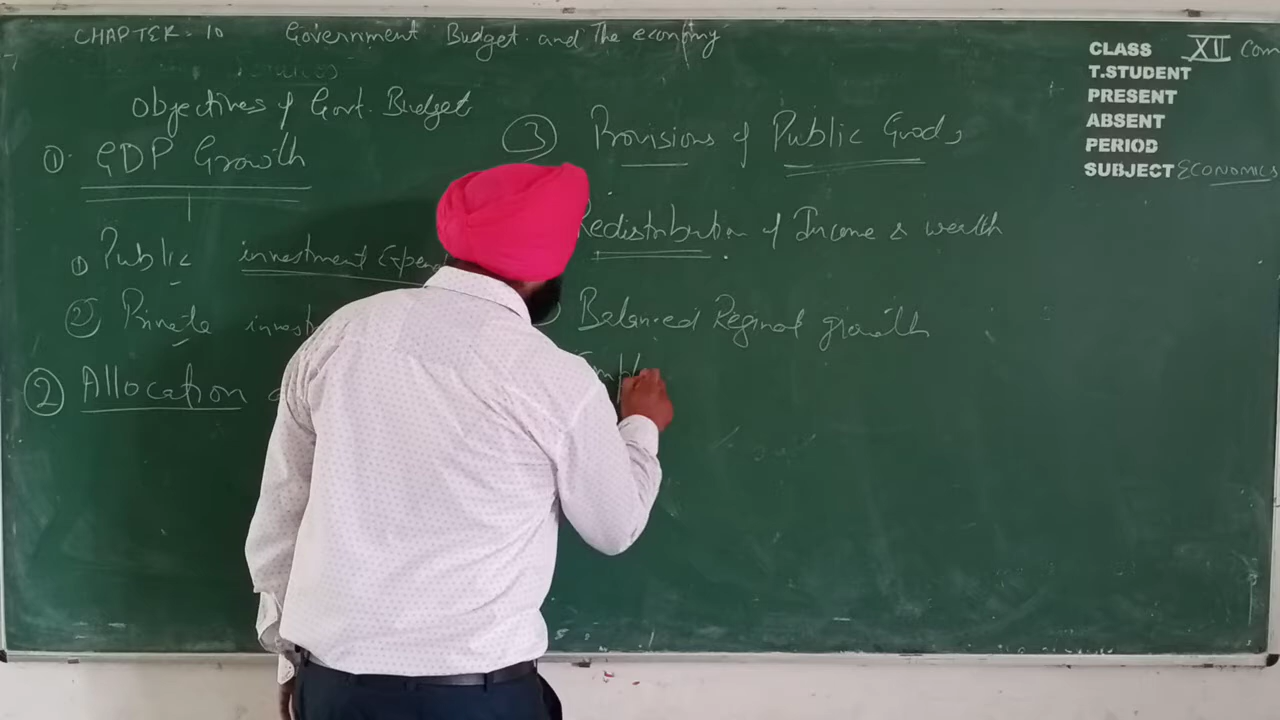 CHAPTER-10 Government Budget and The economy
CLASS XII Com
T.STUDENT
PRESENT
ABSENT
PERIOD
SUBJECT ECONOMICS
Objectives of Govt. Budget
① GDP Growth
① Public investment Expen
② Private invest
② Allocation
③ Provisions of Public Goods
Redistribution of Income & wealth
Balanced Reginal growth
Empl